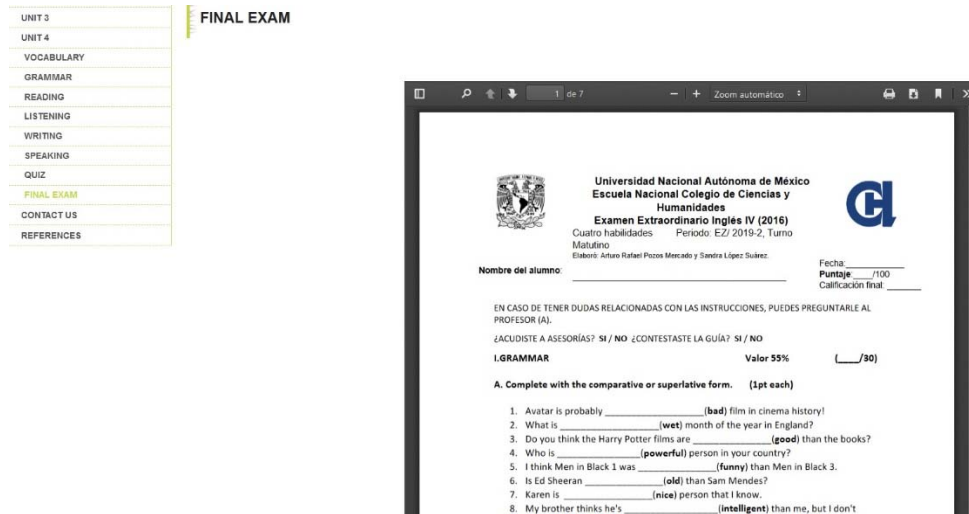 UNIT 3
UNIT 4
VOCABULARY
GRAMMAR
READING
LISTENING
WRITING
SPEAKING
QUIZ
FINAL EXAM
CONTACT US
REFERENCES
FINAL EXAM
1 de 7
Zoom automático
Universidad Nacional Autónoma de México
Escuela Nacional Colegio de Ciencias y
Humanidades
Examen Extraordinario Inglés IV (2016)
Cuatro habilidades Periodo: EZ/ 2019-2, Turno
Matutino
Elaboró: Arturo Rafael Pozos Mercado y Sandra López Suárez.
Nombre del alumno: ____________________
Fecha:____________
Puntaje:____/100
Calificación final: _______
EN CASO DE TENER DUDAS RELACIONADAS CON LAS INSTRUCCIONES, PUEDES PREGUNTARLE AL
PROFESOR (A).
¿ACUDISTE A ASESORÍAS? SI / NO ¿CONTESTASTE LA GUÍA? SI / NO
I.GRAMMAR Valor 55% (____/30)
A. Complete with the comparative or superlative form. (1pt each)
1. Avatar is probably __________________(bad) film in cinema history!
2. What is _______________(wet) month of the year in England?
3. Do you think the Harry Potter films are ______________(good) than the books?
4. Who is _______________(powerful) person in your country?
5. I think Men in Black 1 was ______________(funny) than Men in Black 3.
6. Is Ed Sheeran ______________(old) than Sam Mendes?
7. Karen is ________________(nice) person that I know.
8. My brother thinks he's _________________(intelligent) than me, but I don't